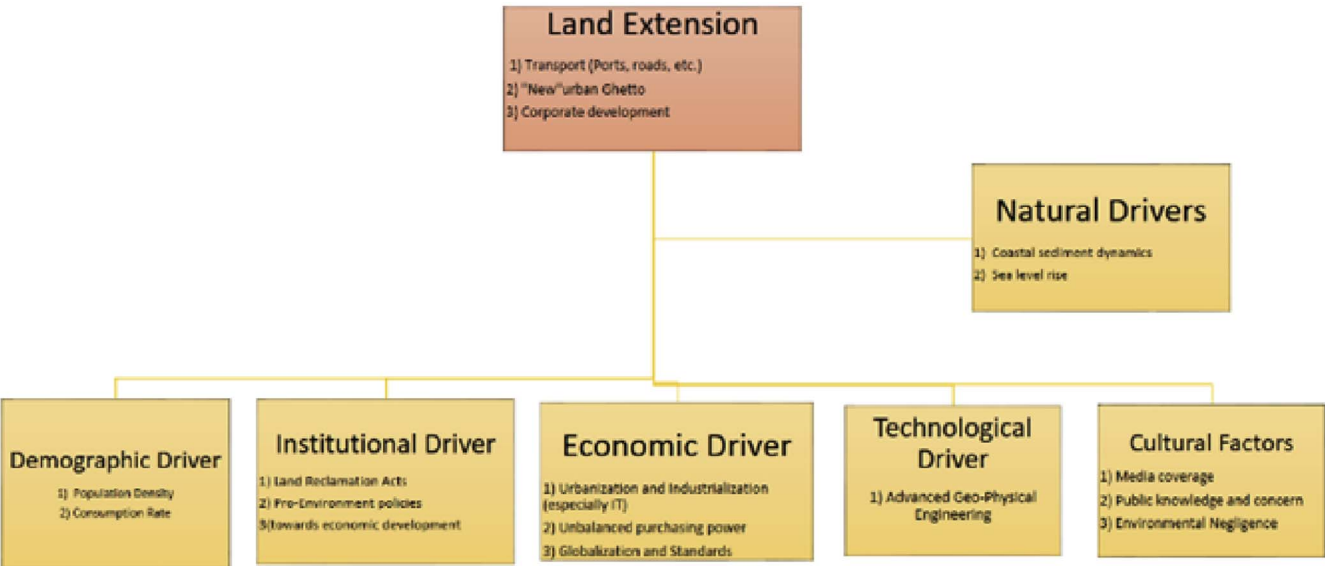 Land Extension
1) Transport (Ports, roads, etc.)
2) "New"urban Ghetto
3) Corporate development
Natural Drivers
1) Coastal sediment dynamics
2) Sea level rise
Demographic Driver
1) Population Density
2) Consumption Rate
Institutional Driver
1) Land Reclamation Acts
2) Pro-Environment policies
3(towards economic development
Economic Driver
1) Urbanization and Industrialization
(especially IT)
2) Unbalanced purchasing power
3) Globalization and Standards
Technological
Driver
1) Advanced Geo-Physical
Engineering
Cultural Factors
1) Media coverage
2) Public knowledge and concern
3) Environmental Negligence